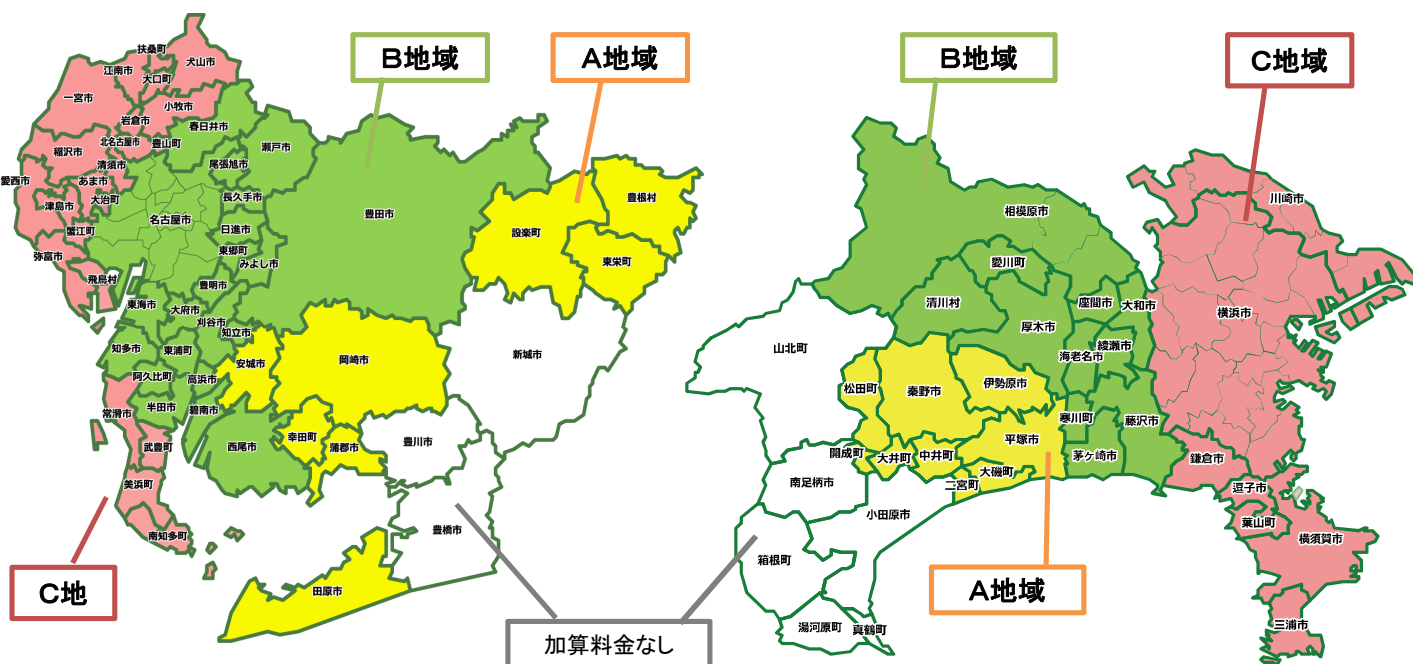 B地域
A地域
C地
扶桑町
犬山市
江南市
大口町
一宮市
小牧市
岩倉市
春日井市
北名古屋市
豊山町
瀬戸市
稲沢市
清須市
尾張旭市
愛西市
あま市
津島市
大治町
長久手市
名古屋市
豊田市
蟹江町
日進市
弥富市
東郷町
みよし市
飛島村
豊明市
東海市
大府市
刈谷市
知立市
知多市
東浦町
安城市
岡崎市
阿久比町
高浜市
半田市
碧南市
常滑市
武豊町
西尾市
幸田町
蒲郡市
美浜町
南知多町
設楽町
豊根村
東栄町
新城市
豊川市
豊橋市
田原市
加算料金なし
B地域
C地域
A地域
相模原市
川崎市
愛川町
清川村
座間市
大和市
横浜市
厚木市
綾瀬市
海老名市
山北町
松田町
秦野市
伊勢原市
寒川町
藤沢市
平塚市
茅ヶ崎市
開成町
大井町
中井町
大磯町
二宮町
鎌倉市
南足柄市
小田原市
逗子市
葉山町
横須賀市
箱根町
湯河原町
真鶴町
三浦市